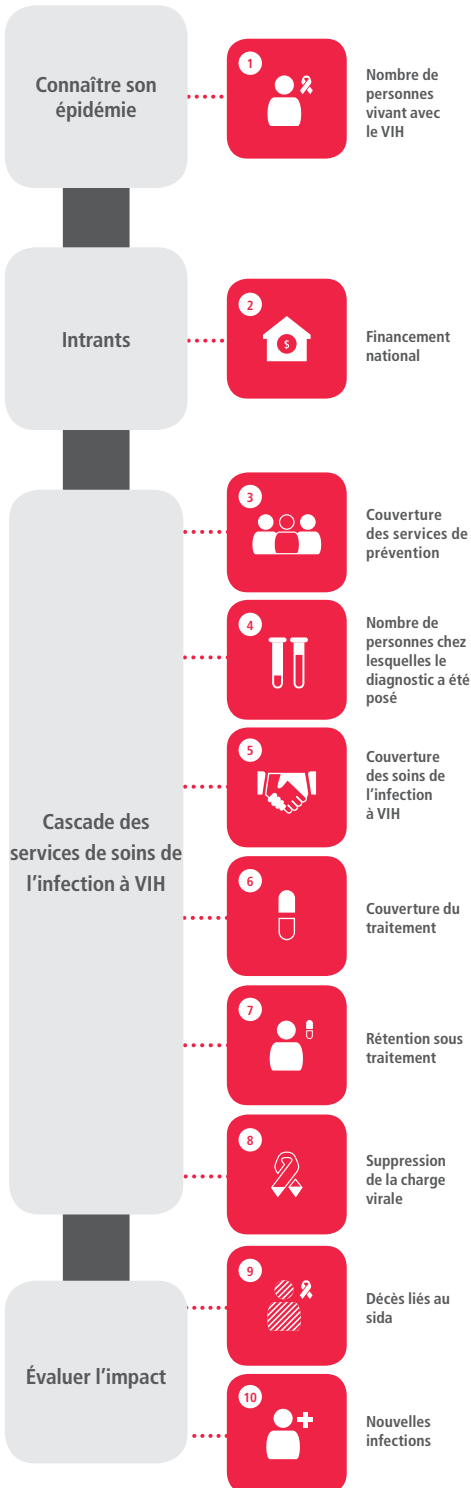 Connaître son
épidémie
1
Nombre de
personnes
vivant avec
le VIH
Intrants
2
$
Financement
national
Cascade des
services de soins de
l'infection à VIH
3
Couverture
des services de
prévention
4
Nombre de
personnes chez
lesquelles le
diagnostic a été
posé
5
Couverture
des soins de
l'infection
à VIH
6
Couverture du
traitement
7
Rétention sous
traitement
8
Suppression
de la charge
virale
Évaluer l'impact
9
Décès liés au
sida
10
Nouvelles
infections